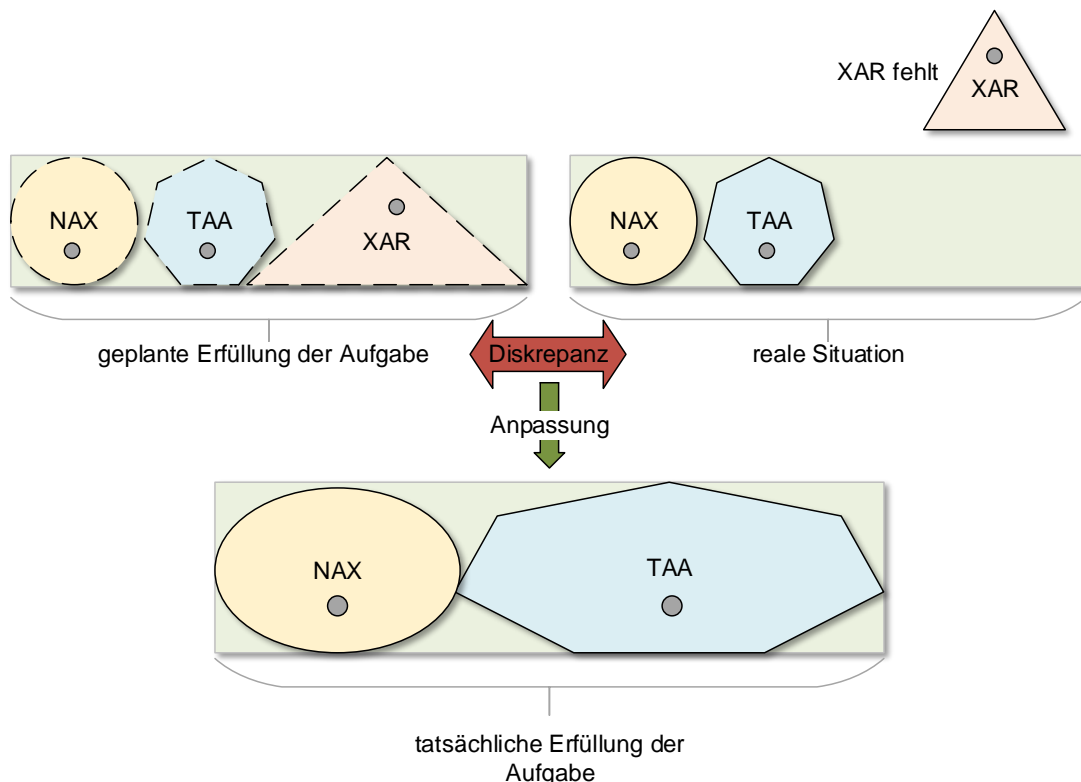 XAR fehlt
XAR
NAX
TAA
XAR
NAX
TAA
geplante Erfüllung der Aufgabe
Diskrepanz
reale Situation
Anpassung
NAX
TAA
tatsächliche Erfüllung der
Aufgabe